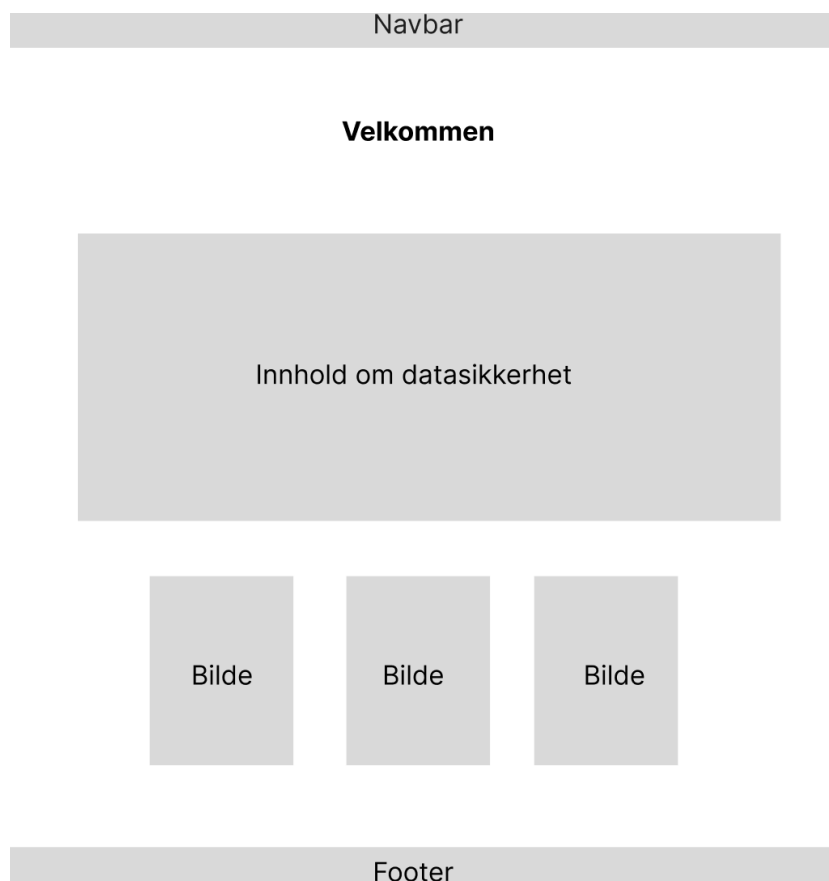 Navbar
Velkommen
Innhold om datasikkerhet
Bilde
Bilde
Bilde
Footer